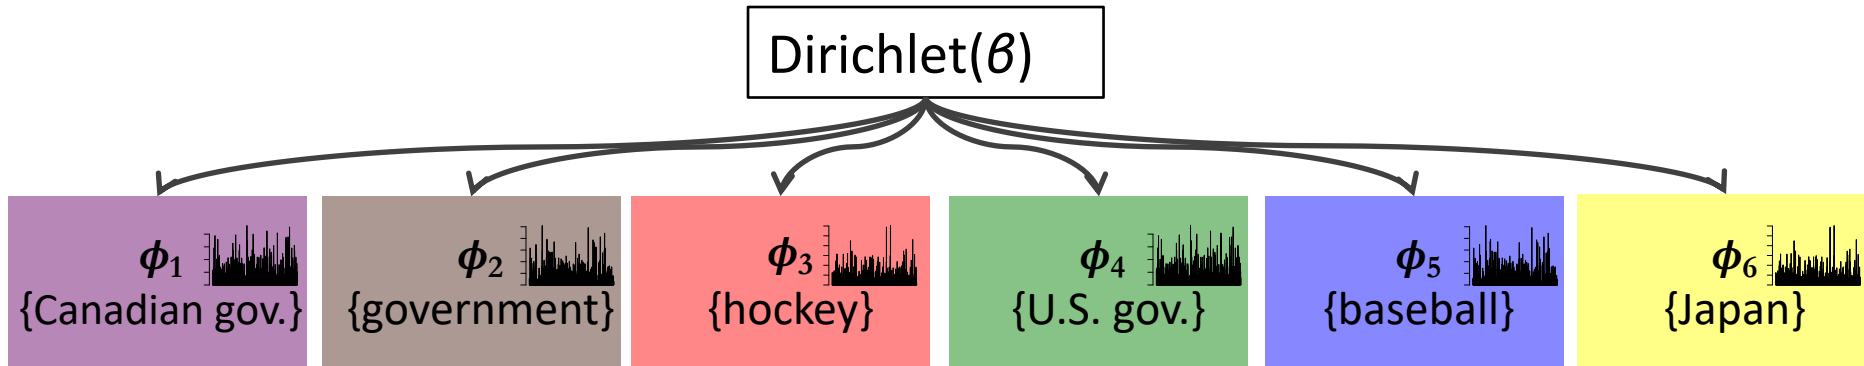 Dirichlet(β)
ϕ₁
{Canadian gov.}
ϕ₂
{government}
ϕ₃
{hockey}
ϕ₄
{U.S. gov.}
ϕ₅
{baseball}
ϕ₆
{Japan}